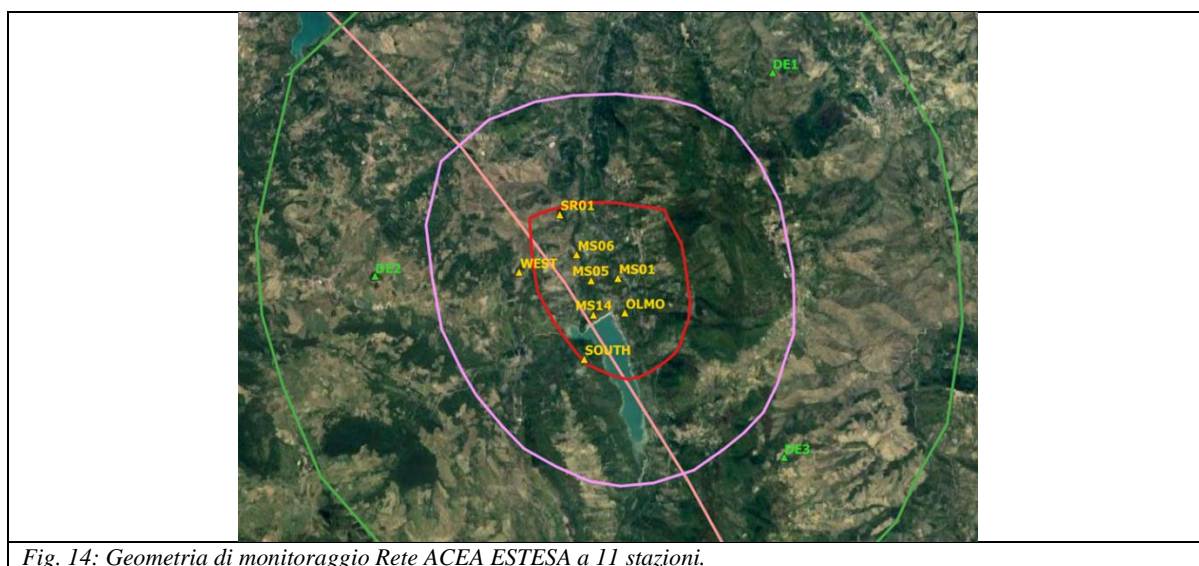 DE1
SR01
MS06
WEST
MS05
MS01
DE2
MS14
OLMO
SOUTH
DE3
Fig. 14: Geometria di monitoraggio Rete ACEA ESTESA a 11 stazioni.